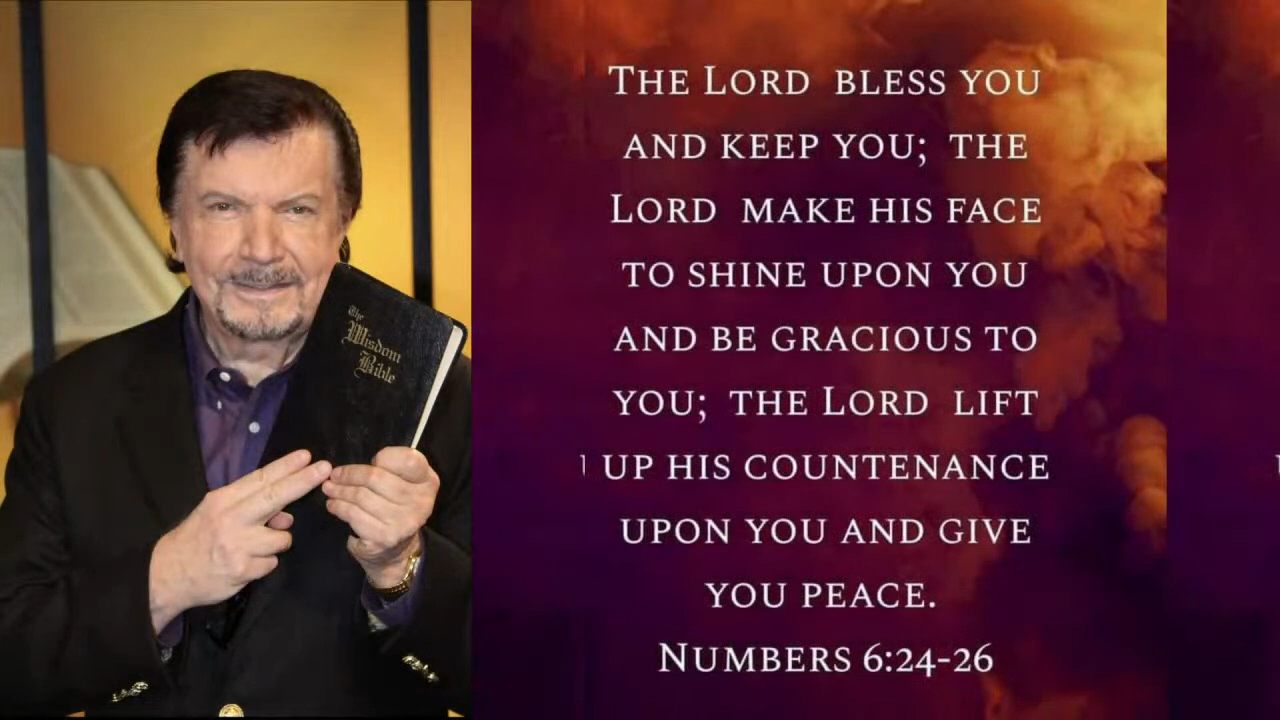 The
Wisdom
Bible
THE LORD BLESS YOU
AND KEEP YOU; THE
LORD MAKE HIS FACE
TO SHINE UPON YOU
AND BE GRACIOUS TO
YOU; THE LORD LIFT
UP HIS COUNTENANCE
UPON YOU AND GIVE
YOU PEACE.
NUMBERS 6:24-26